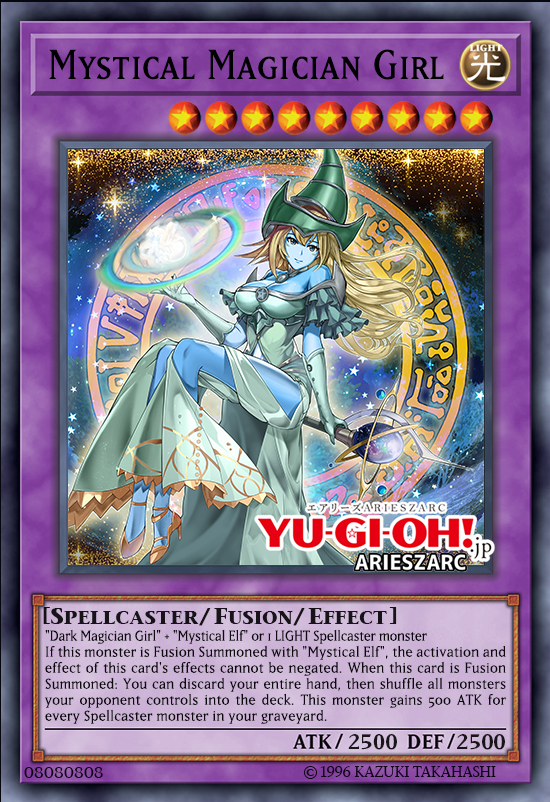 Mystical Magician Girl
LIGHT
光
エアリーズARIESZARC
YU-GI-OH!.jp
ARIESZARC
[Spellcaster/Fusion/Effect]
"Dark Magician Girl" + "Mystical Elf" or 1 LIGHT Spellcaster monster
If this monster is Fusion Summoned with "Mystical Elf", the activation and
effect of this card's effects cannot be negated. When this card is Fusion
Summoned: You can discard your entire hand, then shuffle all monsters
your opponent controls into the deck. This monster gains 500 ATK for
every Spellcaster monster in your graveyard.
ATK/ 2500 DEF/2500
08080808
©1996 KAZUKI TAKAHASHI